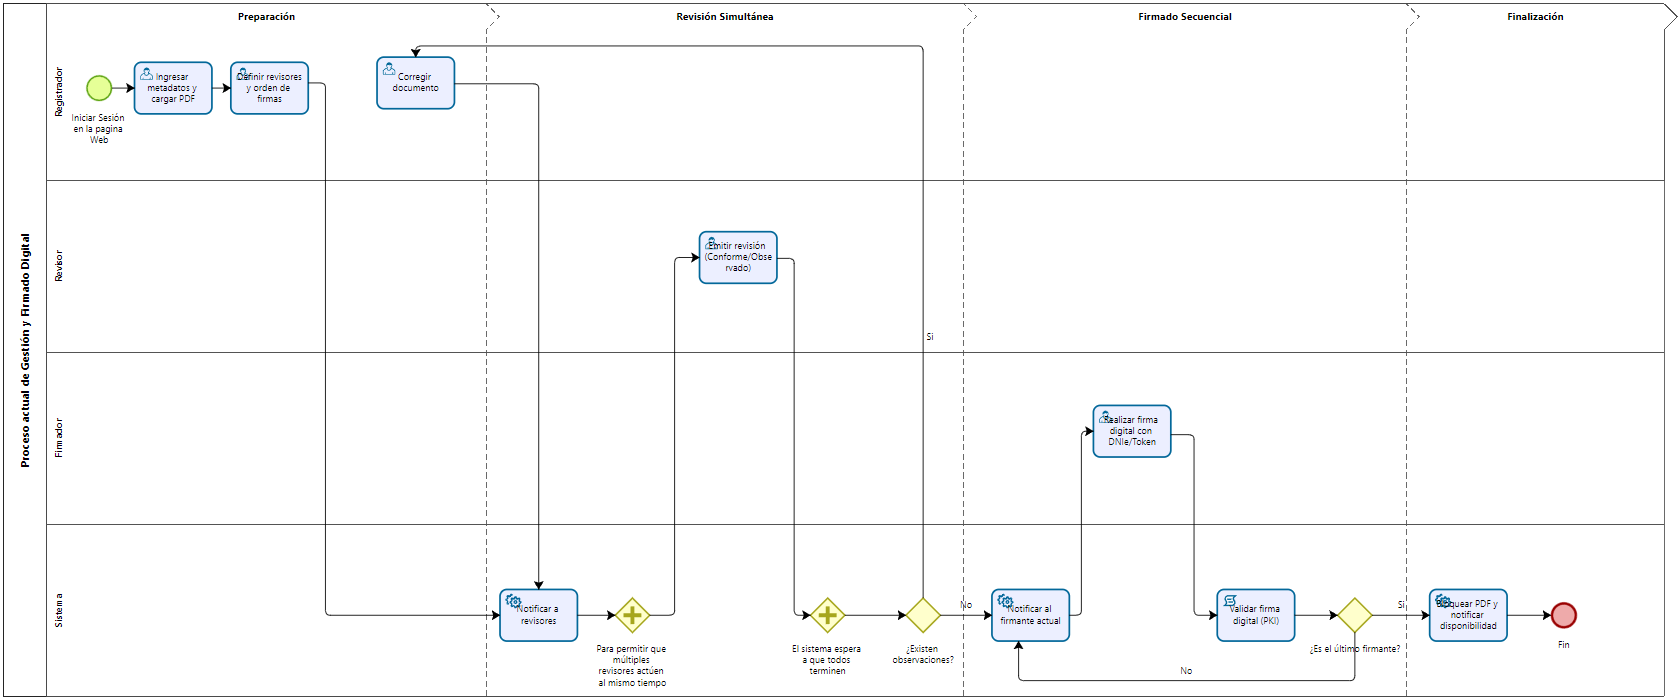 Preparación
Revisión Simultánea
Firmado Secuencial
Finalización
Proceso actual de Gestión y Firmado Digital
Registrador
Iniciar Sesión
en la pagina
Web
Ingresar
metadatos y
cargar PDF
Definir revisores
y orden de
firmas
Corregir
documento
Revisor
Emitir revisión
(Conforme/Obse
rvado)
Si
Firmador
Realizar firma
digital con
DNIe/Token
Sistema
Notificar a
revisores
Para permitir que
múltiples
revisores actúen
al mismo tiempo
El sistema espera
a que todos
terminen
¿Existen
observaciones?
No
Notificar al
firmante actual
Validar firma
digital (PKI)
¿Es el último firmante?
No
Si
Bloquear PDF y
notificar
disponibilidad
Fin